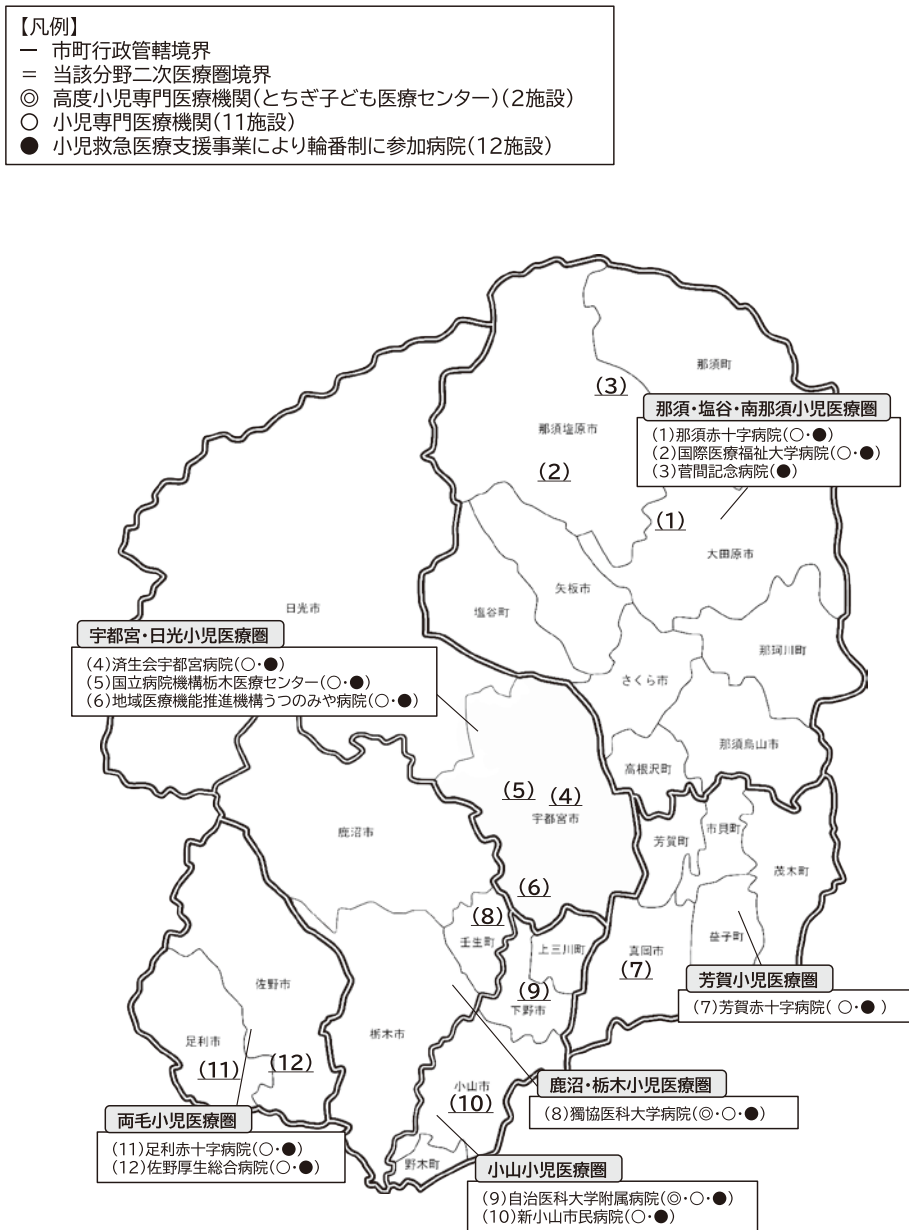 【凡例】
― 市町行政管轄境界
= 当該分野二次医療圏境界
◎ 高度小児専門医療機関(とちぎ子ども医療センター)(2施設)
○ 小児専門医療機関(11施設)
● 小児救急医療支援事業により輪番制に参加病院(12施設)
那須町
(3)
那須・塩谷・南那須小児医療圏
(1)那須赤十字病院(○・●)
(2)国際医療福祉大学病院(○・●)
(3)菅間記念病院(●)
那須塩原市
(2)
(1)
大田原市
矢板市
塩谷町
日光市
宇都宮・日光小児医療圏
(4)済生会宇都宮病院(○・●)
(5)国立病院機構栃木医療センター(○・●)
(6)地域医療機能推進機構うつのみや病院(○・●)
那珂川町
さくら市
那須烏山市
高根沢町
(5)
(4)
宇都宮市
鹿沼市
芳賀町
市貝町
茂木町
(6)
(8)
壬生町
上三川町
真岡市
(7)
益子町
芳賀小児医療圏
(7)芳賀赤十字病院( ○・● )
(9)
下野市
佐野市
足利市
栃木市
(11)
(12)
小山市
(10)
鹿沼・栃木小児医療圏
(8)獨協医科大学病院(◎・○・●)
両毛小児医療圏
(11)足利赤十字病院(○・●)
(12)佐野厚生総合病院(○・●)
野木町
小山小児医療圏
(9)自治医科大学附属病院(◎・○・●)
(10)新小山市民病院(○・●)